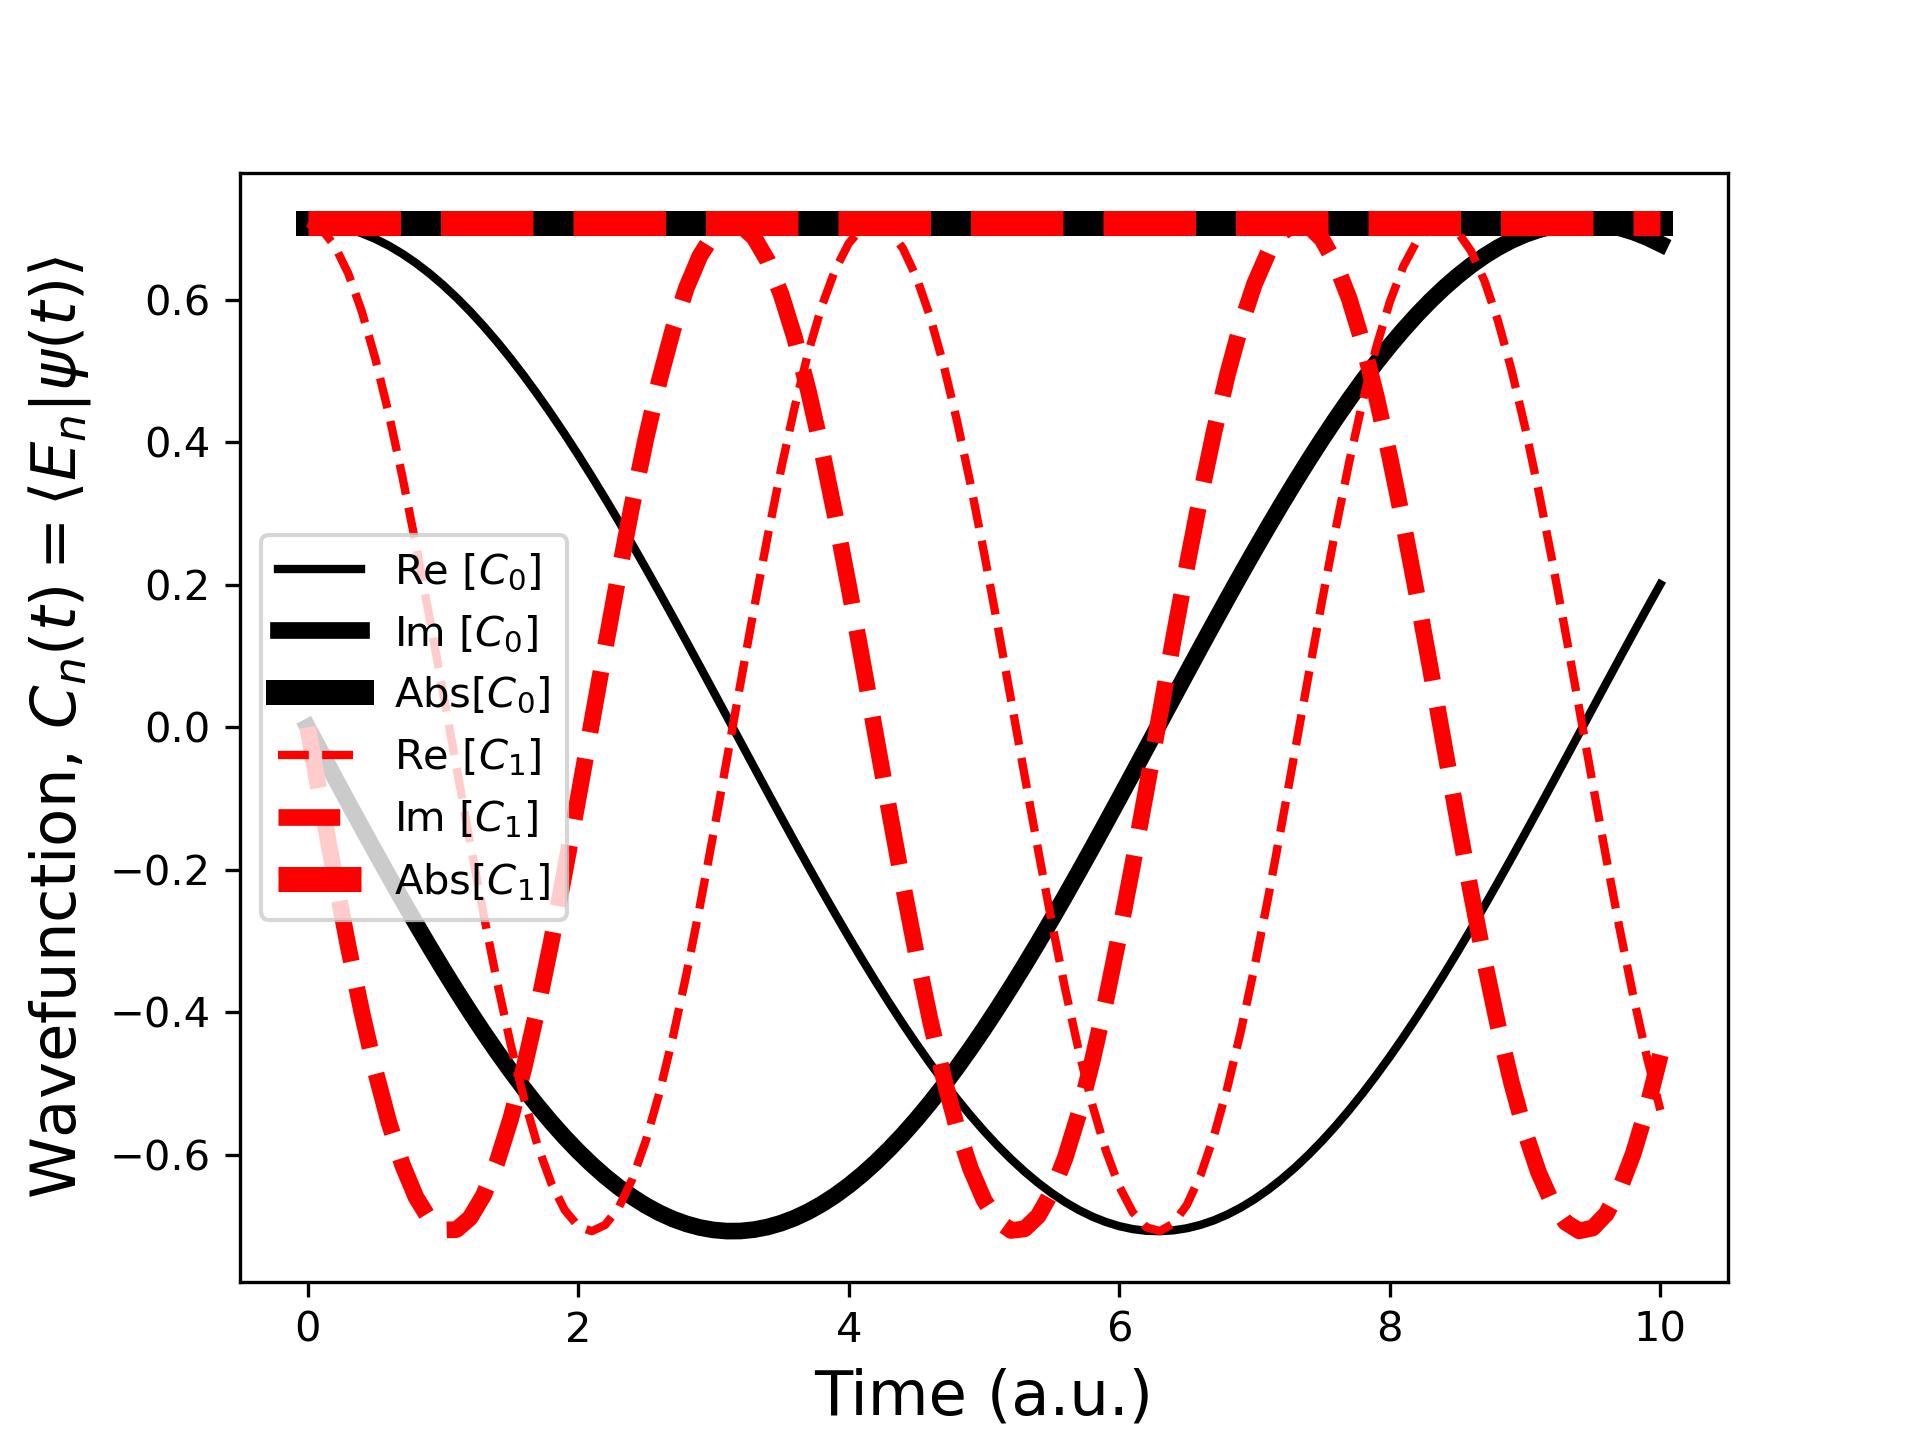 Wavefunction, Cₙ(t) = ⟨Eₙ|ψ(t)⟩
0.6
0.4
0.2
0.0
−0.2
−0.4
−0.6
Re [C₀]
Im [C₀]
Abs[C₀]
Re [C₁]
Im [C₁]
Abs[C₁]
0 2 4 6 8 10
Time (a.u.)